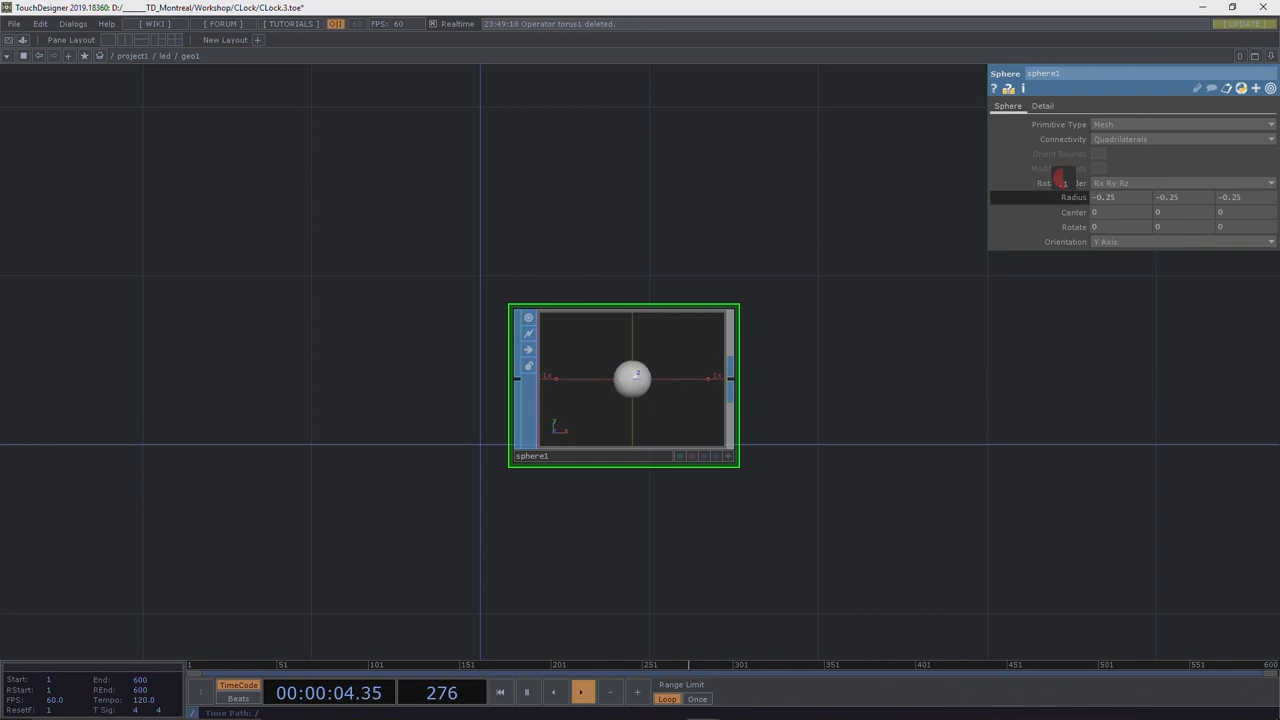 TouchDesigner 2019.18360: D:/______TD_Montreal/Workshop/CLock/CLock.3.toe*
File Edit Dialogs Help [ WIKI ] [ FORUM ] [ TUTORIALS ] O|I 60 FPS: 60 Realtime 23:49:18 Operator torus1 deleted. [ UPDATE ]
Pane Layout New Layout +
/ project1 / led / geo1
Sphere sphere1
Sphere Detail
Primitive Type Mesh
Connectivity Quadrilaterals
Orient Bounds
Rx Ry Rz
Radius -0.25 -0.25 -0.25
Center 0 0 0
Rotate 0 0 0
Orientation Y Axis
z
y
x
sphere1
1 51 101 151 201 251 301 351 401 451 501 551 600
Start: 1 End: 600
RStart: 1 REnd: 600
FPS: 60.0 Tempo: 120.0
ResetF: 1 T Sig: 4 4
TimeCode
Beats
00:00:04.35 276
Range Limit
Loop Once
/ Time Path: /